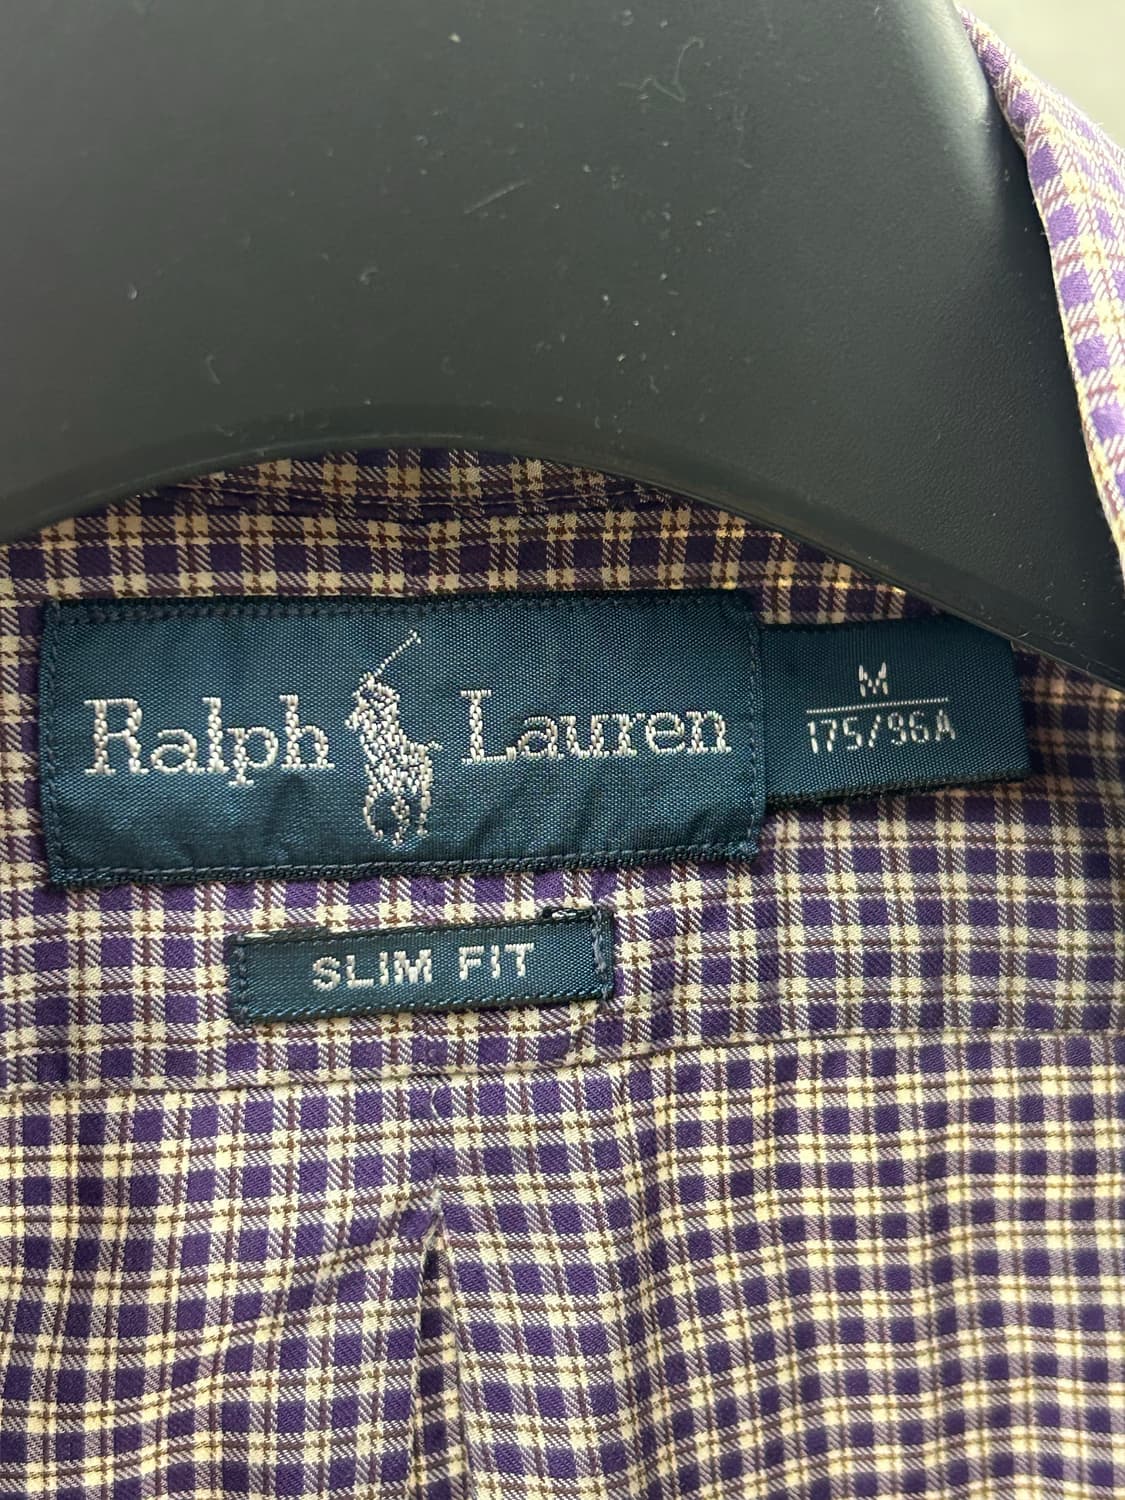 Ralph Lauren
M
175/96A
SLIM FIT